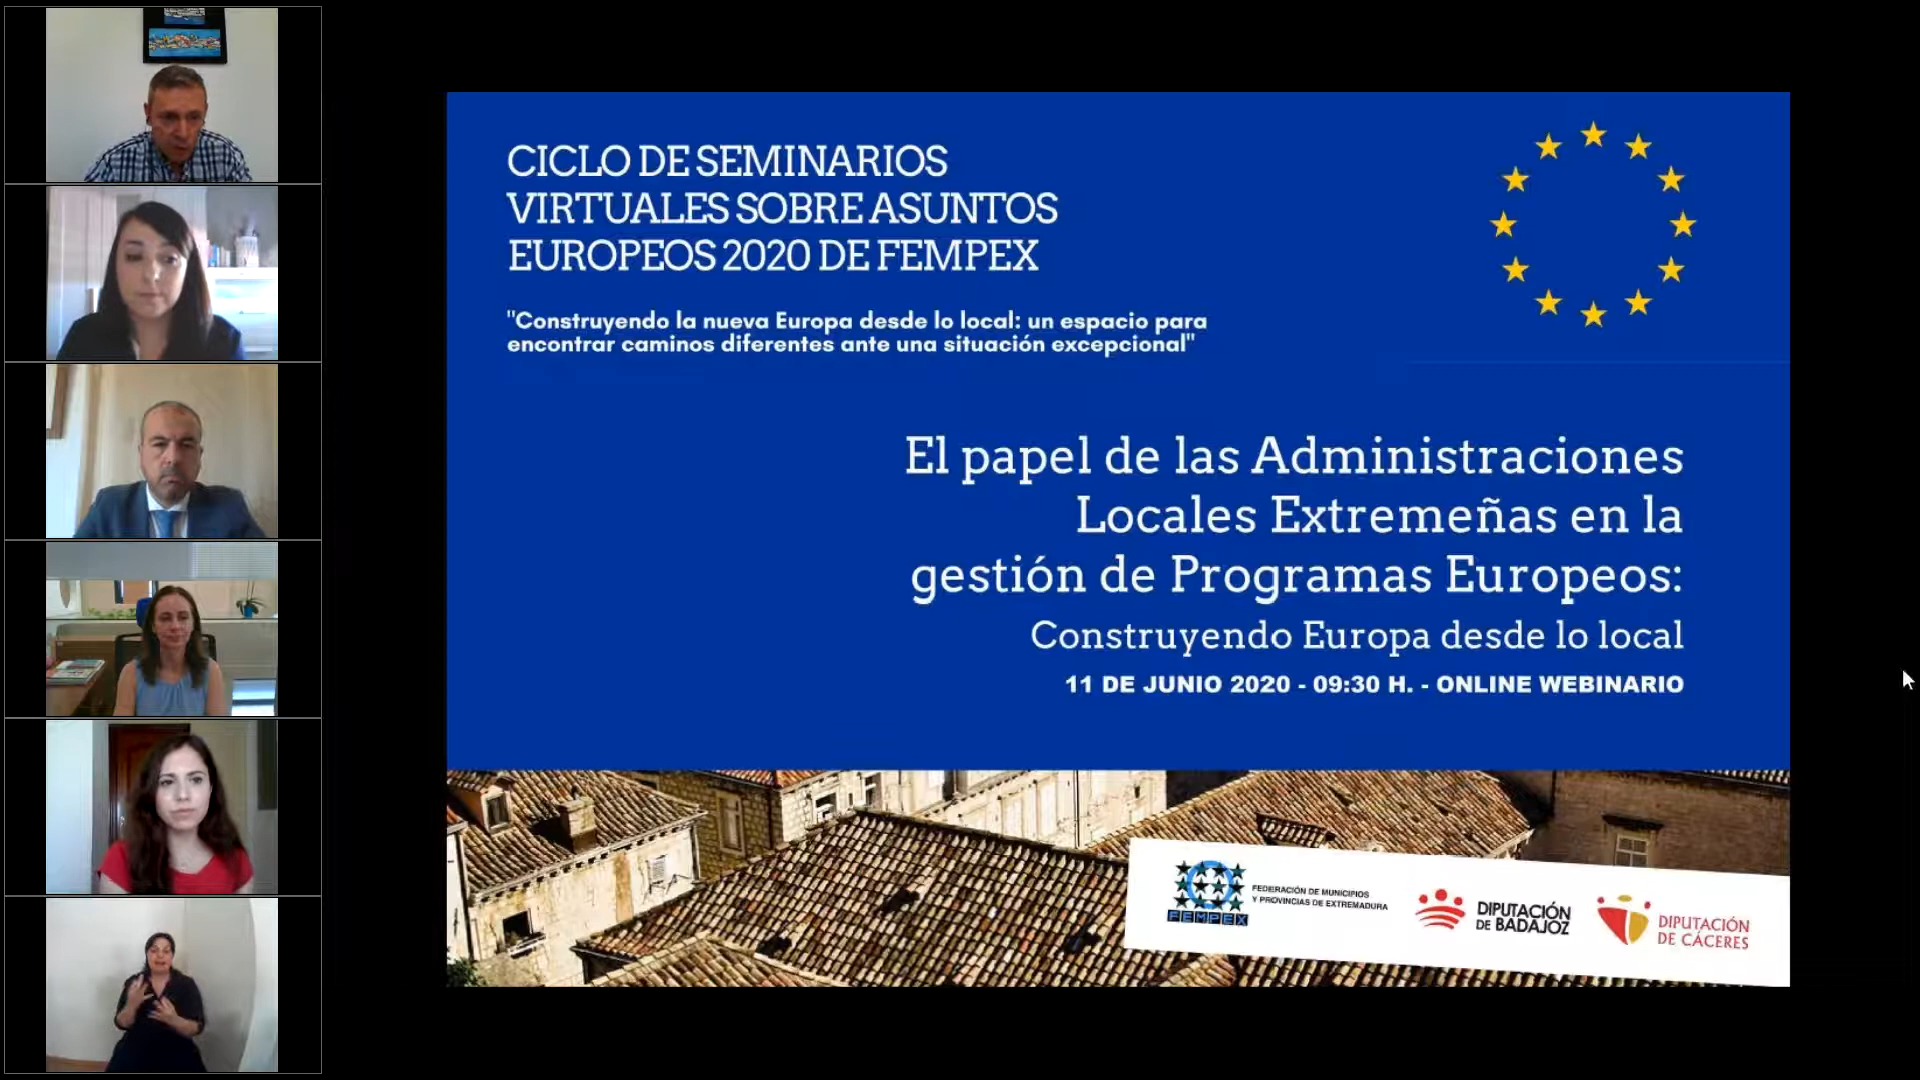 CICLO DE SEMINARIOS
VIRTUALES SOBRE ASUNTOS
EUROPEOS 2020 DE FEMPEX
"Construyendo la nueva Europa desde lo local: un espacio para
encontrar caminos diferentes ante una situación excepcional"
El papel de las Administraciones
Locales Extremeñas en la
gestión de Programas Europeos:
Construyendo Europa desde lo local
11 DE JUNIO 2020 - 09:30 H. - ONLINE WEBINARIO
FEMPEX
FEDERACIÓN DE MUNICIPIOS
Y PROVINCIAS DE EXTREMADURA
DIPUTACIÓN
DE BADAJOZ
DIPUTACIÓN
DE CÁCERES